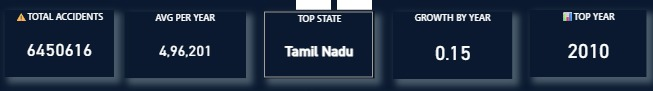 ⚠️ TOTAL ACCIDENTS
6450616
AVG PER YEAR
4,96,201
TOP STATE
Tamil Nadu
GROWTH BY YEAR
0.15
📊 TOP YEAR
2010